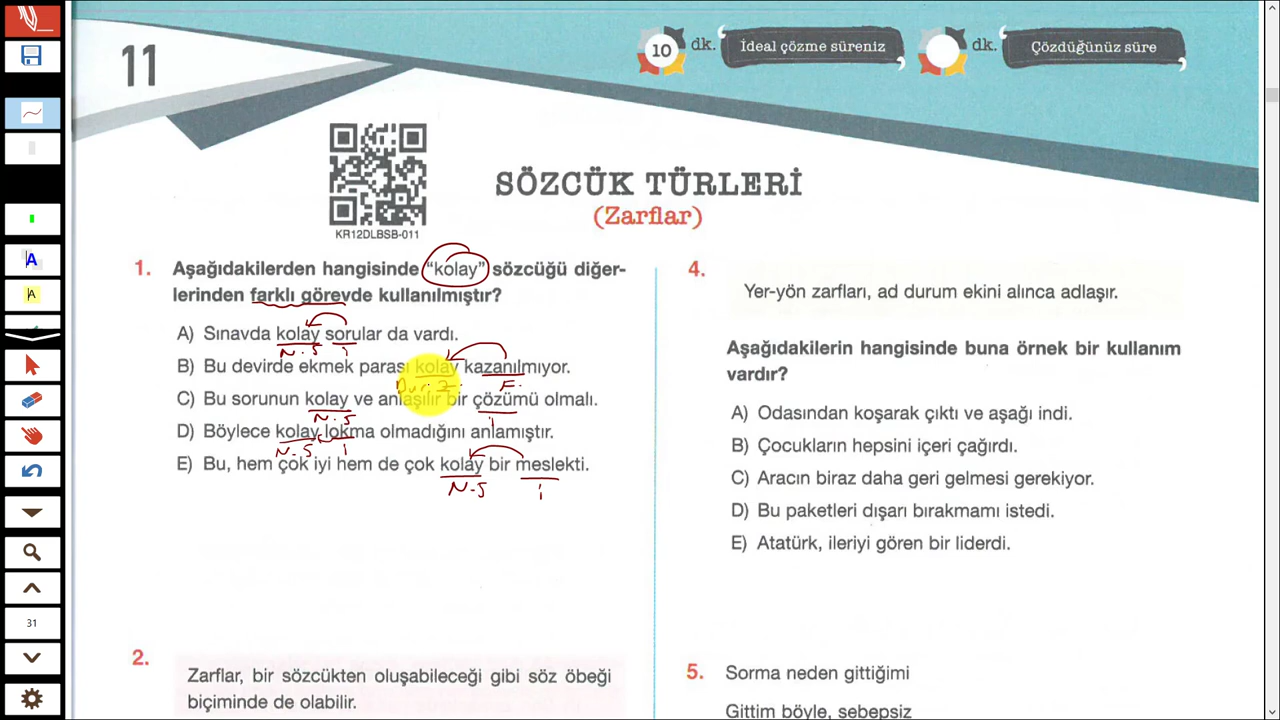 11
10 dk. İdeal çözme süreniz
dk. Çözdüğünüz süre
KR12DLBSB-011
SÖZCÜK TÜRLERİ
(Zarflar)
1. Aşağıdakilerden hangisinde “kolay” sözcüğü diğer-
lerinden farklı görevde kullanılmıştır?
A) Sınavda kolay sorular da vardı.
N.S İ
B) Bu devirde ekmek parası kolay kazanılmıyor.
Dur. Z. F.
C) Bu sorunun kolay ve anlaşılır bir çözümü olmalı.
N.S İ
D) Böylece kolay lokma olmadığını anlamıştır.
N.S İ
E) Bu, hem çok iyi hem de çok kolay bir meslekti.
N.S İ
2.
Zarflar, bir sözcükten oluşabileceği gibi söz öbeği
biçiminde de olabilir.
4.
Yer-yön zarfları, ad durum ekini alınca adlaşır.
Aşağıdakilerin hangisinde buna örnek bir kullanım
vardır?
A) Odasından koşarak çıktı ve aşağı indi.
B) Çocukların hepsini içeri çağırdı.
C) Aracın biraz daha geri gelmesi gerekiyor.
D) Bu paketleri dışarı bırakmamı istedi.
E) Atatürk, ileriyi gören bir liderdi.
5. Sorma neden gittiğimi
Gittim böyle, sebepsiz
A
A
31